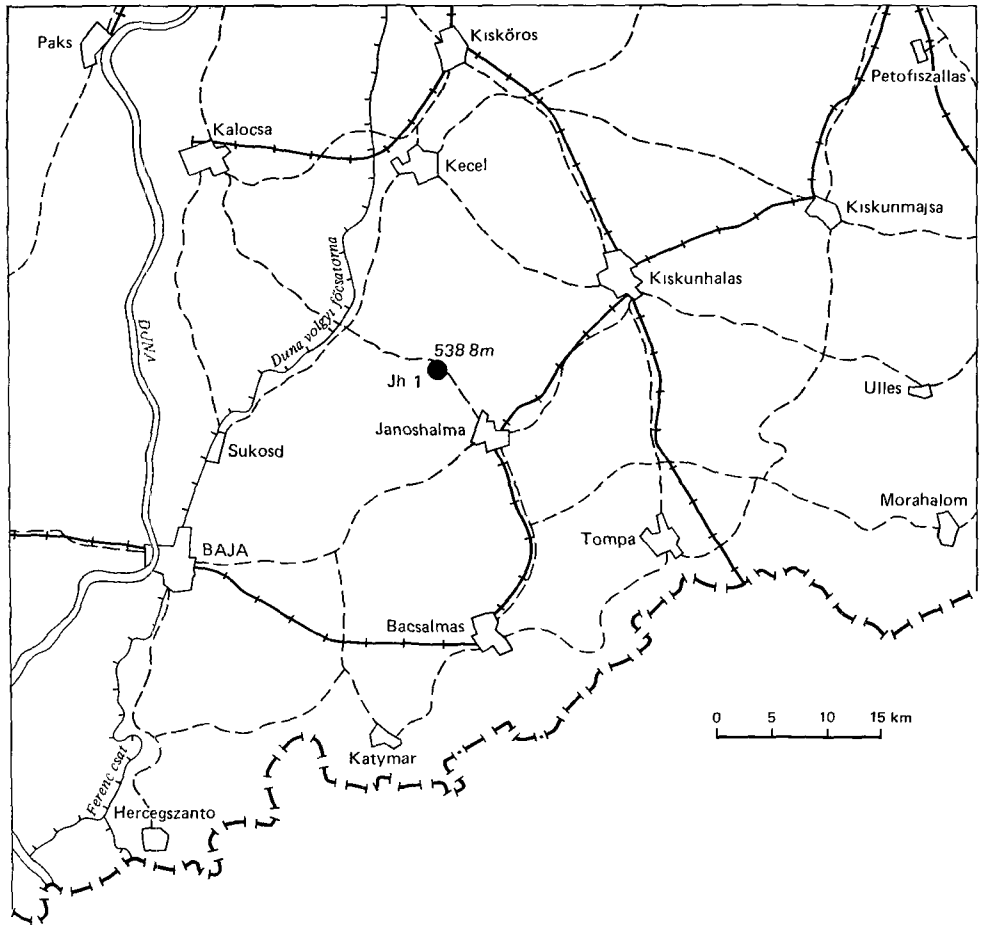 Paks
Kiskőros
Petofiszallas
Kalocsa
Kecel
Kiskunmajsa
Kiskunhalas
DUNA
Duna volgyi főcsatorna
538 8m
Jh 1
Ulles
Janoshalma
Sukosd
Morahalom
Tompa
BAJA
Bacsalmas
0 5 10 15 km
Katymar
Ferenc csat
Hercegszanto